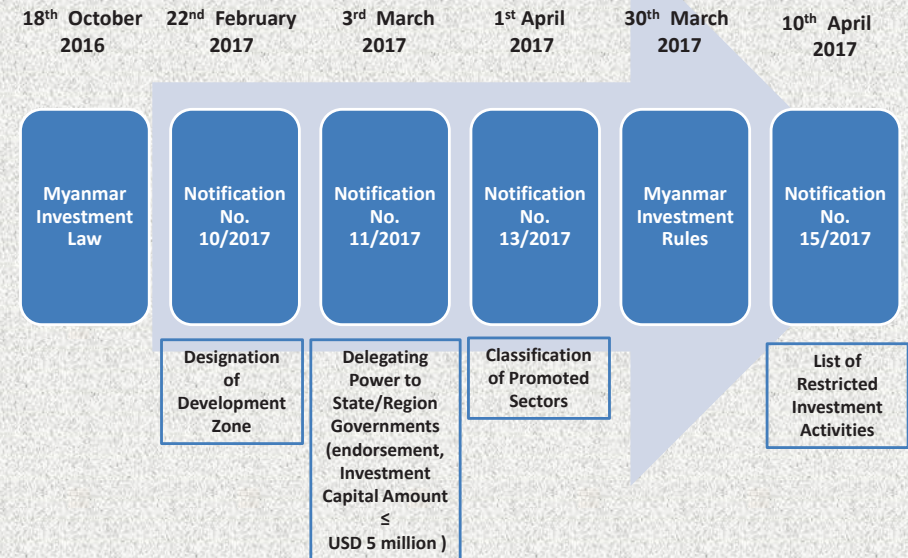 18th October
2016
22nd February
2017
3rd March
2017
1st April
2017
30th March
2017
10th April
2017
Myanmar
Investment
Law
Notification
No.
10/2017
Notification
No.
11/2017
Notification
No.
13/2017
Myanmar
Investment
Rules
Notification
No.
15/2017
Designation
of
Development
Zone
Delegating
Power to
State/Region
Governments
(endorsement,
Investment
Capital Amount
≤
USD 5 million )
Classification
of Promoted
Sectors
List of
Restricted
Investment
Activities